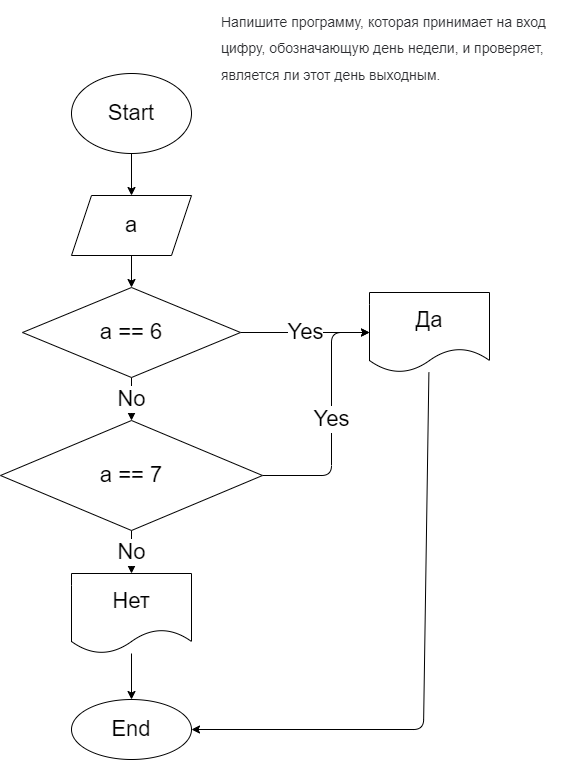 Напишите программу, которая принимает на вход
цифру, обозначающую день недели, и проверяет,
является ли этот день выходным.
Start
a
a == 6
Yes
Да
No
Yes
a == 7
No
Нет
End